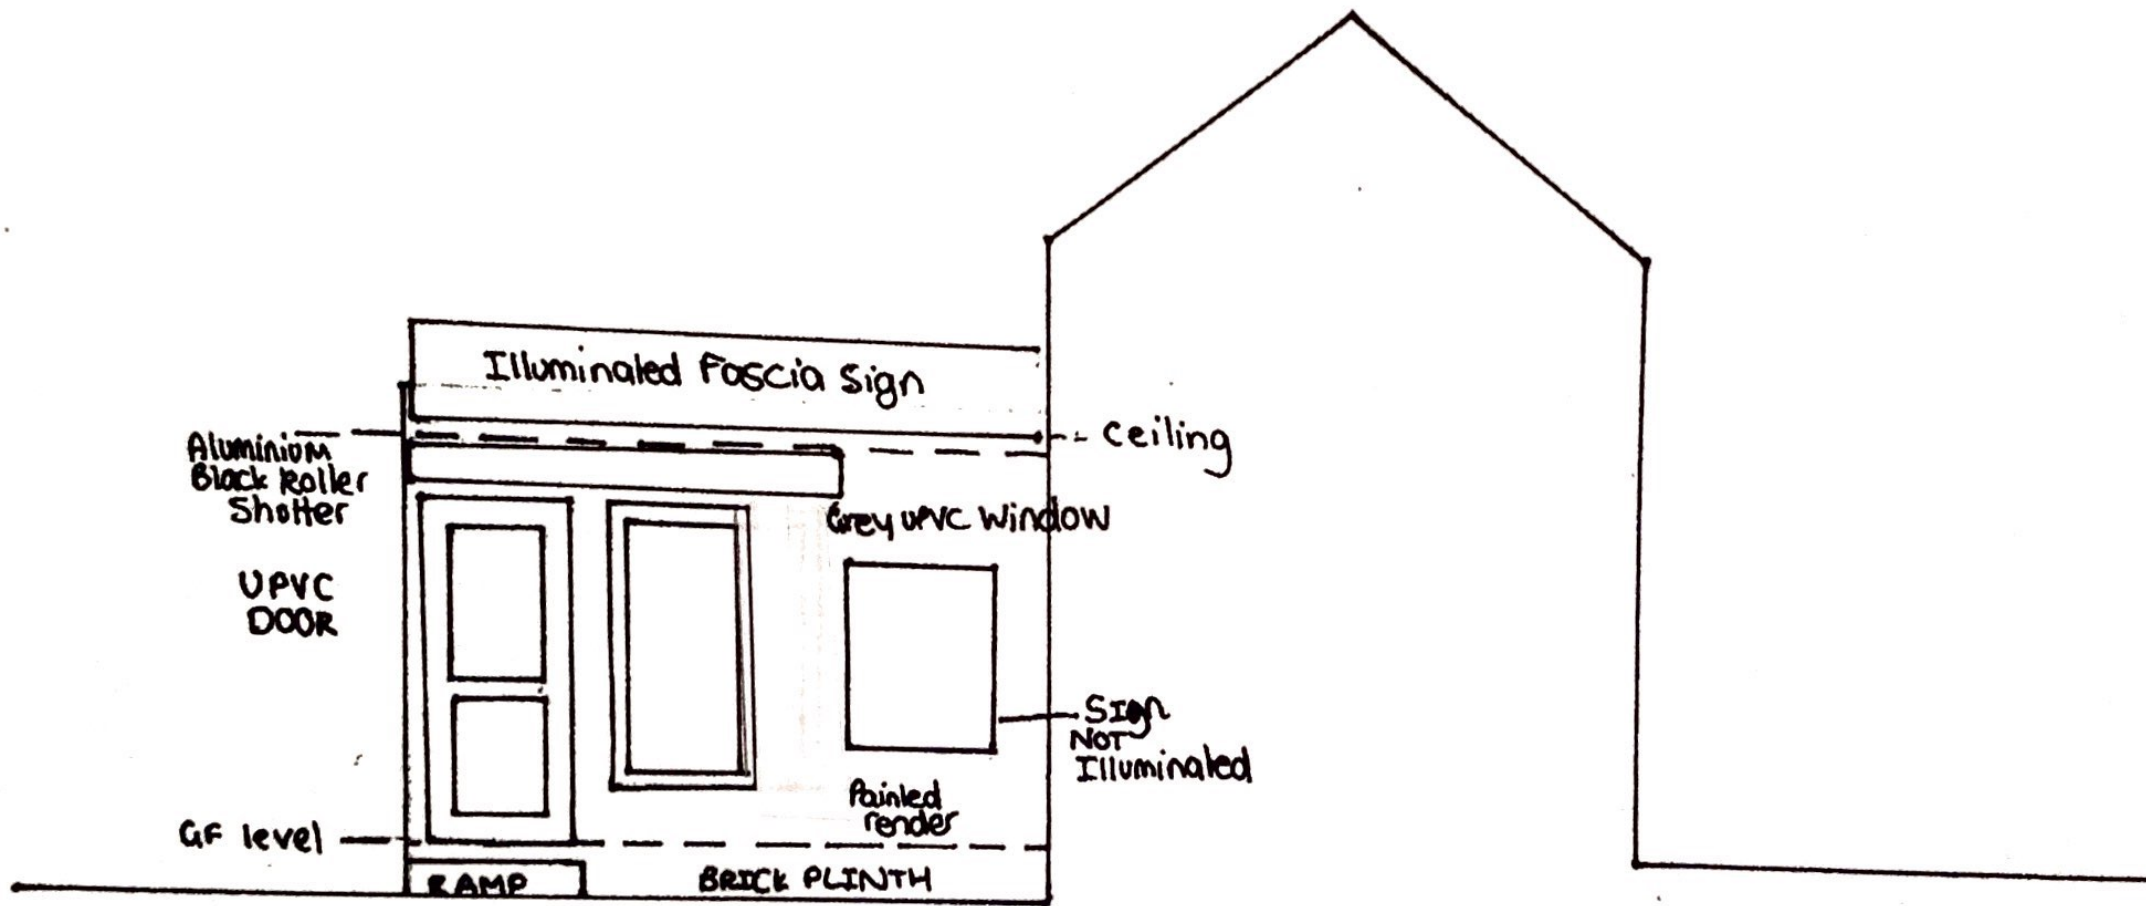 Illuminated Fascia Sign
Aluminium
Black Roller
Shotter
- Ceiling
Grey UPVC Window
UPVC
DOOR
Sign
NOT
Illuminated
Painted
render
GF level
RAMP
BRICK PLINTH